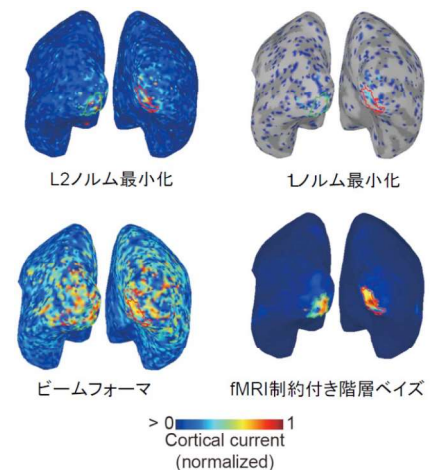 L2ノルム最小化
1ノルム最小化
ビームフォーマ
fMRI制約付き階層ベイズ
> 0 1
Cortical current
(normalized)